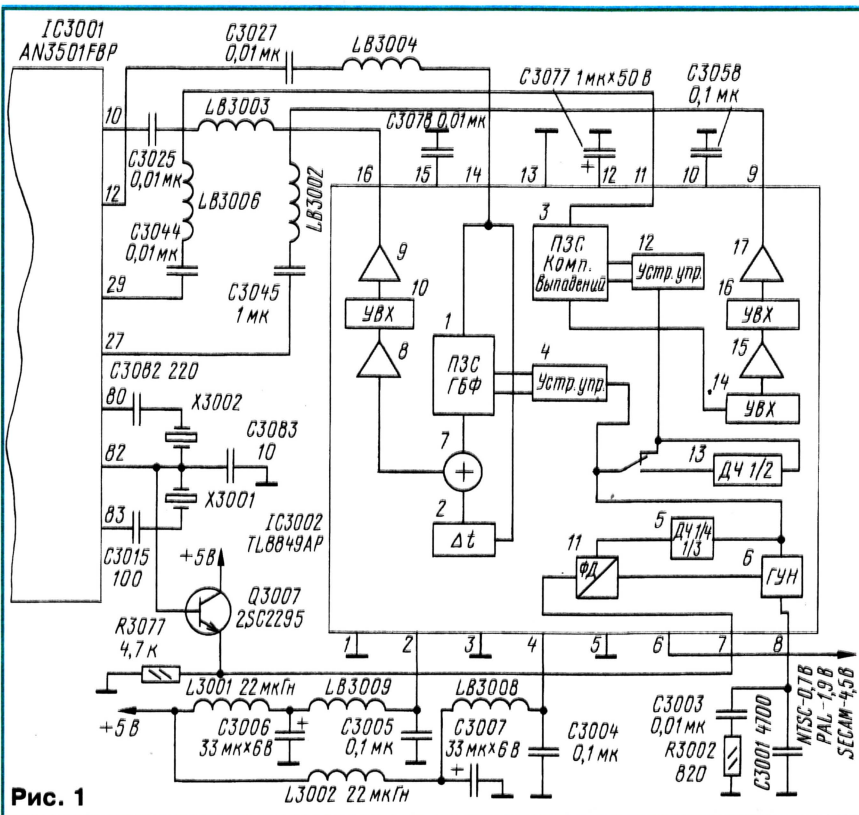 IC3001
AN3501FBP
C3027
0,01 мк
LB3004
C3077 1мк×50 В
C3058
0,1 мк
10
LB3003
C3078 0,01мк
C3025
0,01 мк
12
LB3006
LB3002
16
15
14
13
12
11
10
9
C3044
0,01 мк
29
C3045
1 мк
27
9
10
УВХ
8
1
ПЗС
ГБФ
7
+
2
Δt
3
ПЗС
Комп.
Выпадений
12
Устр. упр.
4
Устр. упр.
17
16
УВХ
15
14
УВХ
13
ДЧ 1/2
5
ДЧ 1/4
1/3
11
ФД
6
ГУН
C3082 220
80
X3002
C3083
10
82
X3001
83
C3015
100
IC3002
TL8849AP
+5В
Q3007
2SC2295
R3077
4,7 к
1
2
3
4
5
6
7
8
L3001 22 мкГн
LB3009
LB3008
+5В
C3006
33 мк×6В
C3005
0,1 мк
C3007
33 мк×6 В
C3004
0,1 мк
L3002 22 мкГн
C3003
0,01мк
R3002
820
C3001 4700
NTSC-0,7В
PAL-1,9 В
SECAM-4,5В
Рис. 1